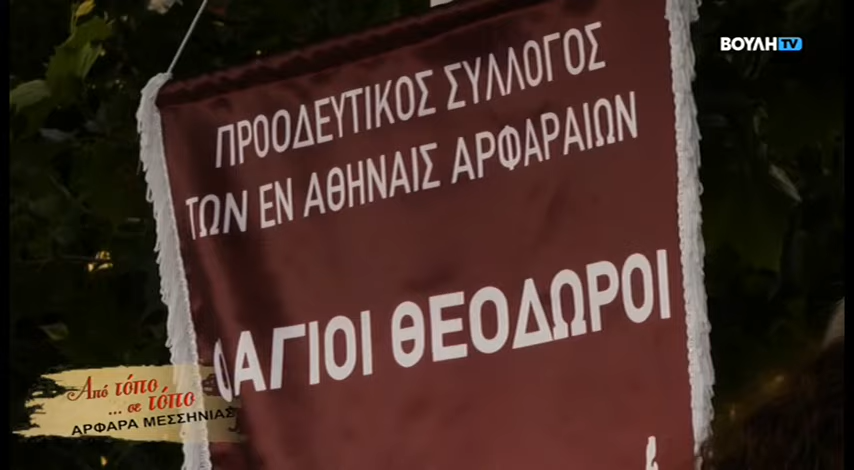 ΒΟΥΛΗ TV
ΠΡΟΟΔΕΥΤΙΚΟΣ ΣΥΛΛΟΓΟΣ
ΤΩΝ ΕΝ ΑΘΗΝΑΙΣ ΑΡΦΑΡΑΙΩΝ
ΑΓΙΟΙ ΘΕΟΔΩΡΟΙ
Από τόπο
... σε τόπο
ΑΡΦΑΡΑ ΜΕΣΣΗΝΙΑΣ